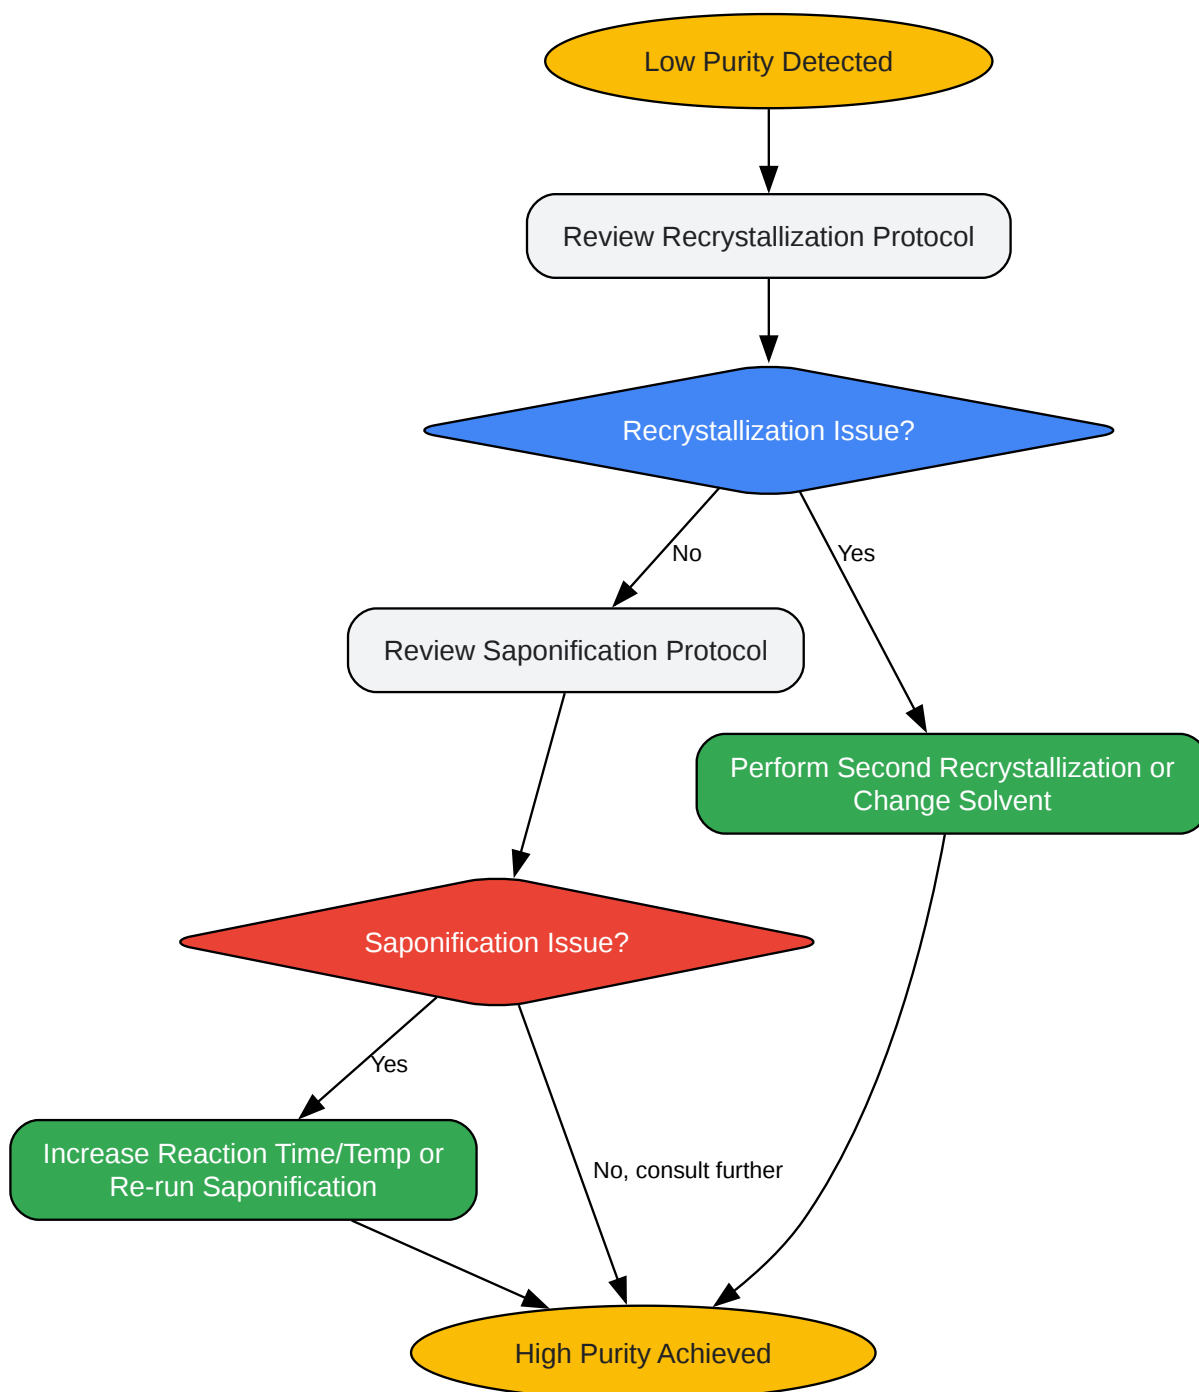 Low Purity Detected
Review Recrystallization Protocol
Recrystallization Issue?
No
Yes
Review Saponification Protocol
Perform Second Recrystallization or
Change Solvent
Saponification Issue?
Yes
Increase Reaction Time/Temp or
Re-run Saponification
No, consult further
High Purity Achieved